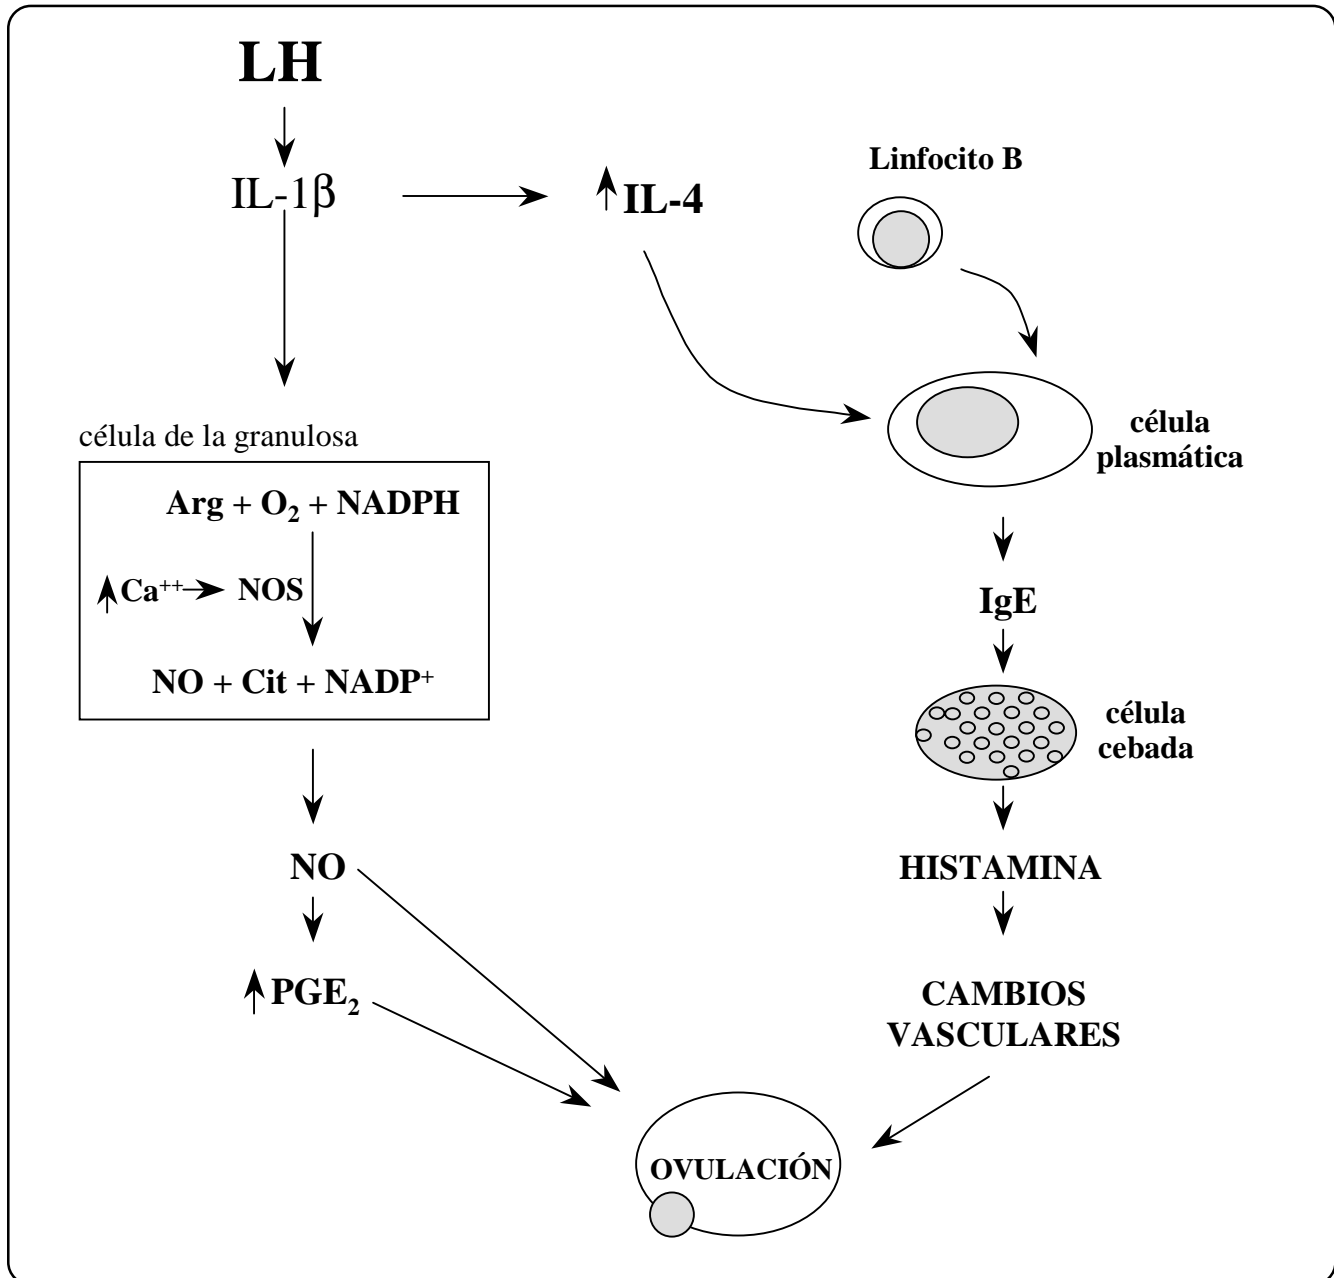 LH
IL-1β
IL-4
Linfocito B
célula
plasmática
célula de la granulosa
Arg + O₂ + NADPH
Ca⁺⁺ NOS
NO + Cit + NADP⁺
IgE
célula
cebada
NO
HISTAMINA
PGE₂
CAMBIOS
VASCULARES
OVULACIÓN